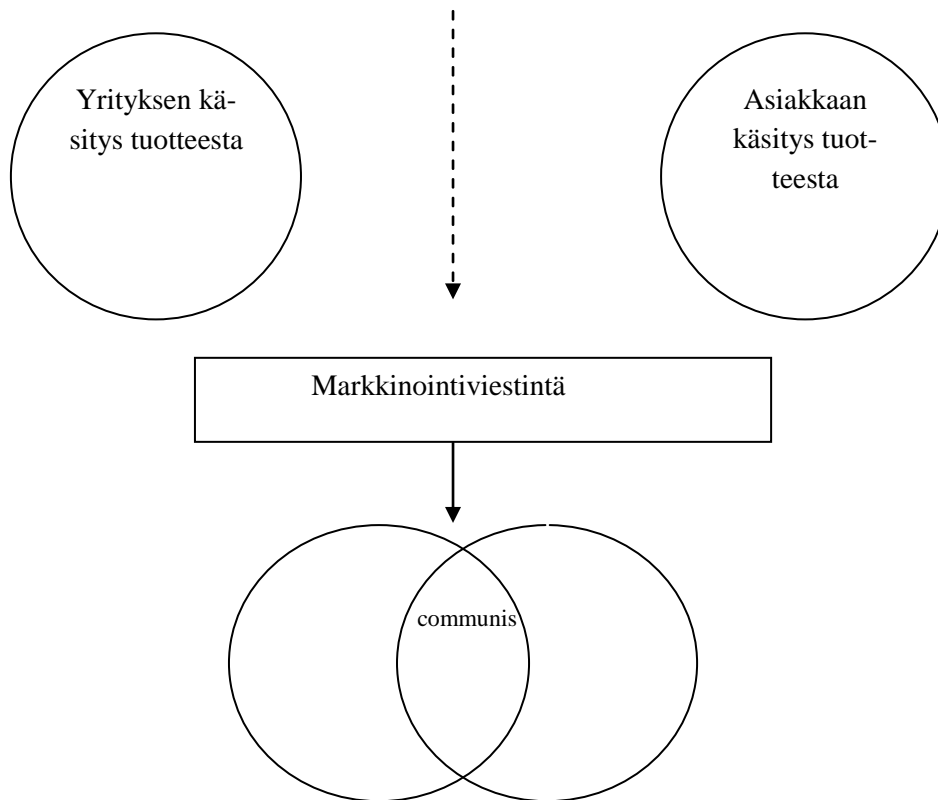 Yrityksen kä-
sitys tuotteesta
Asiakkaan
käsitys tuot-
teesta
Markkinointiviestintä
communis